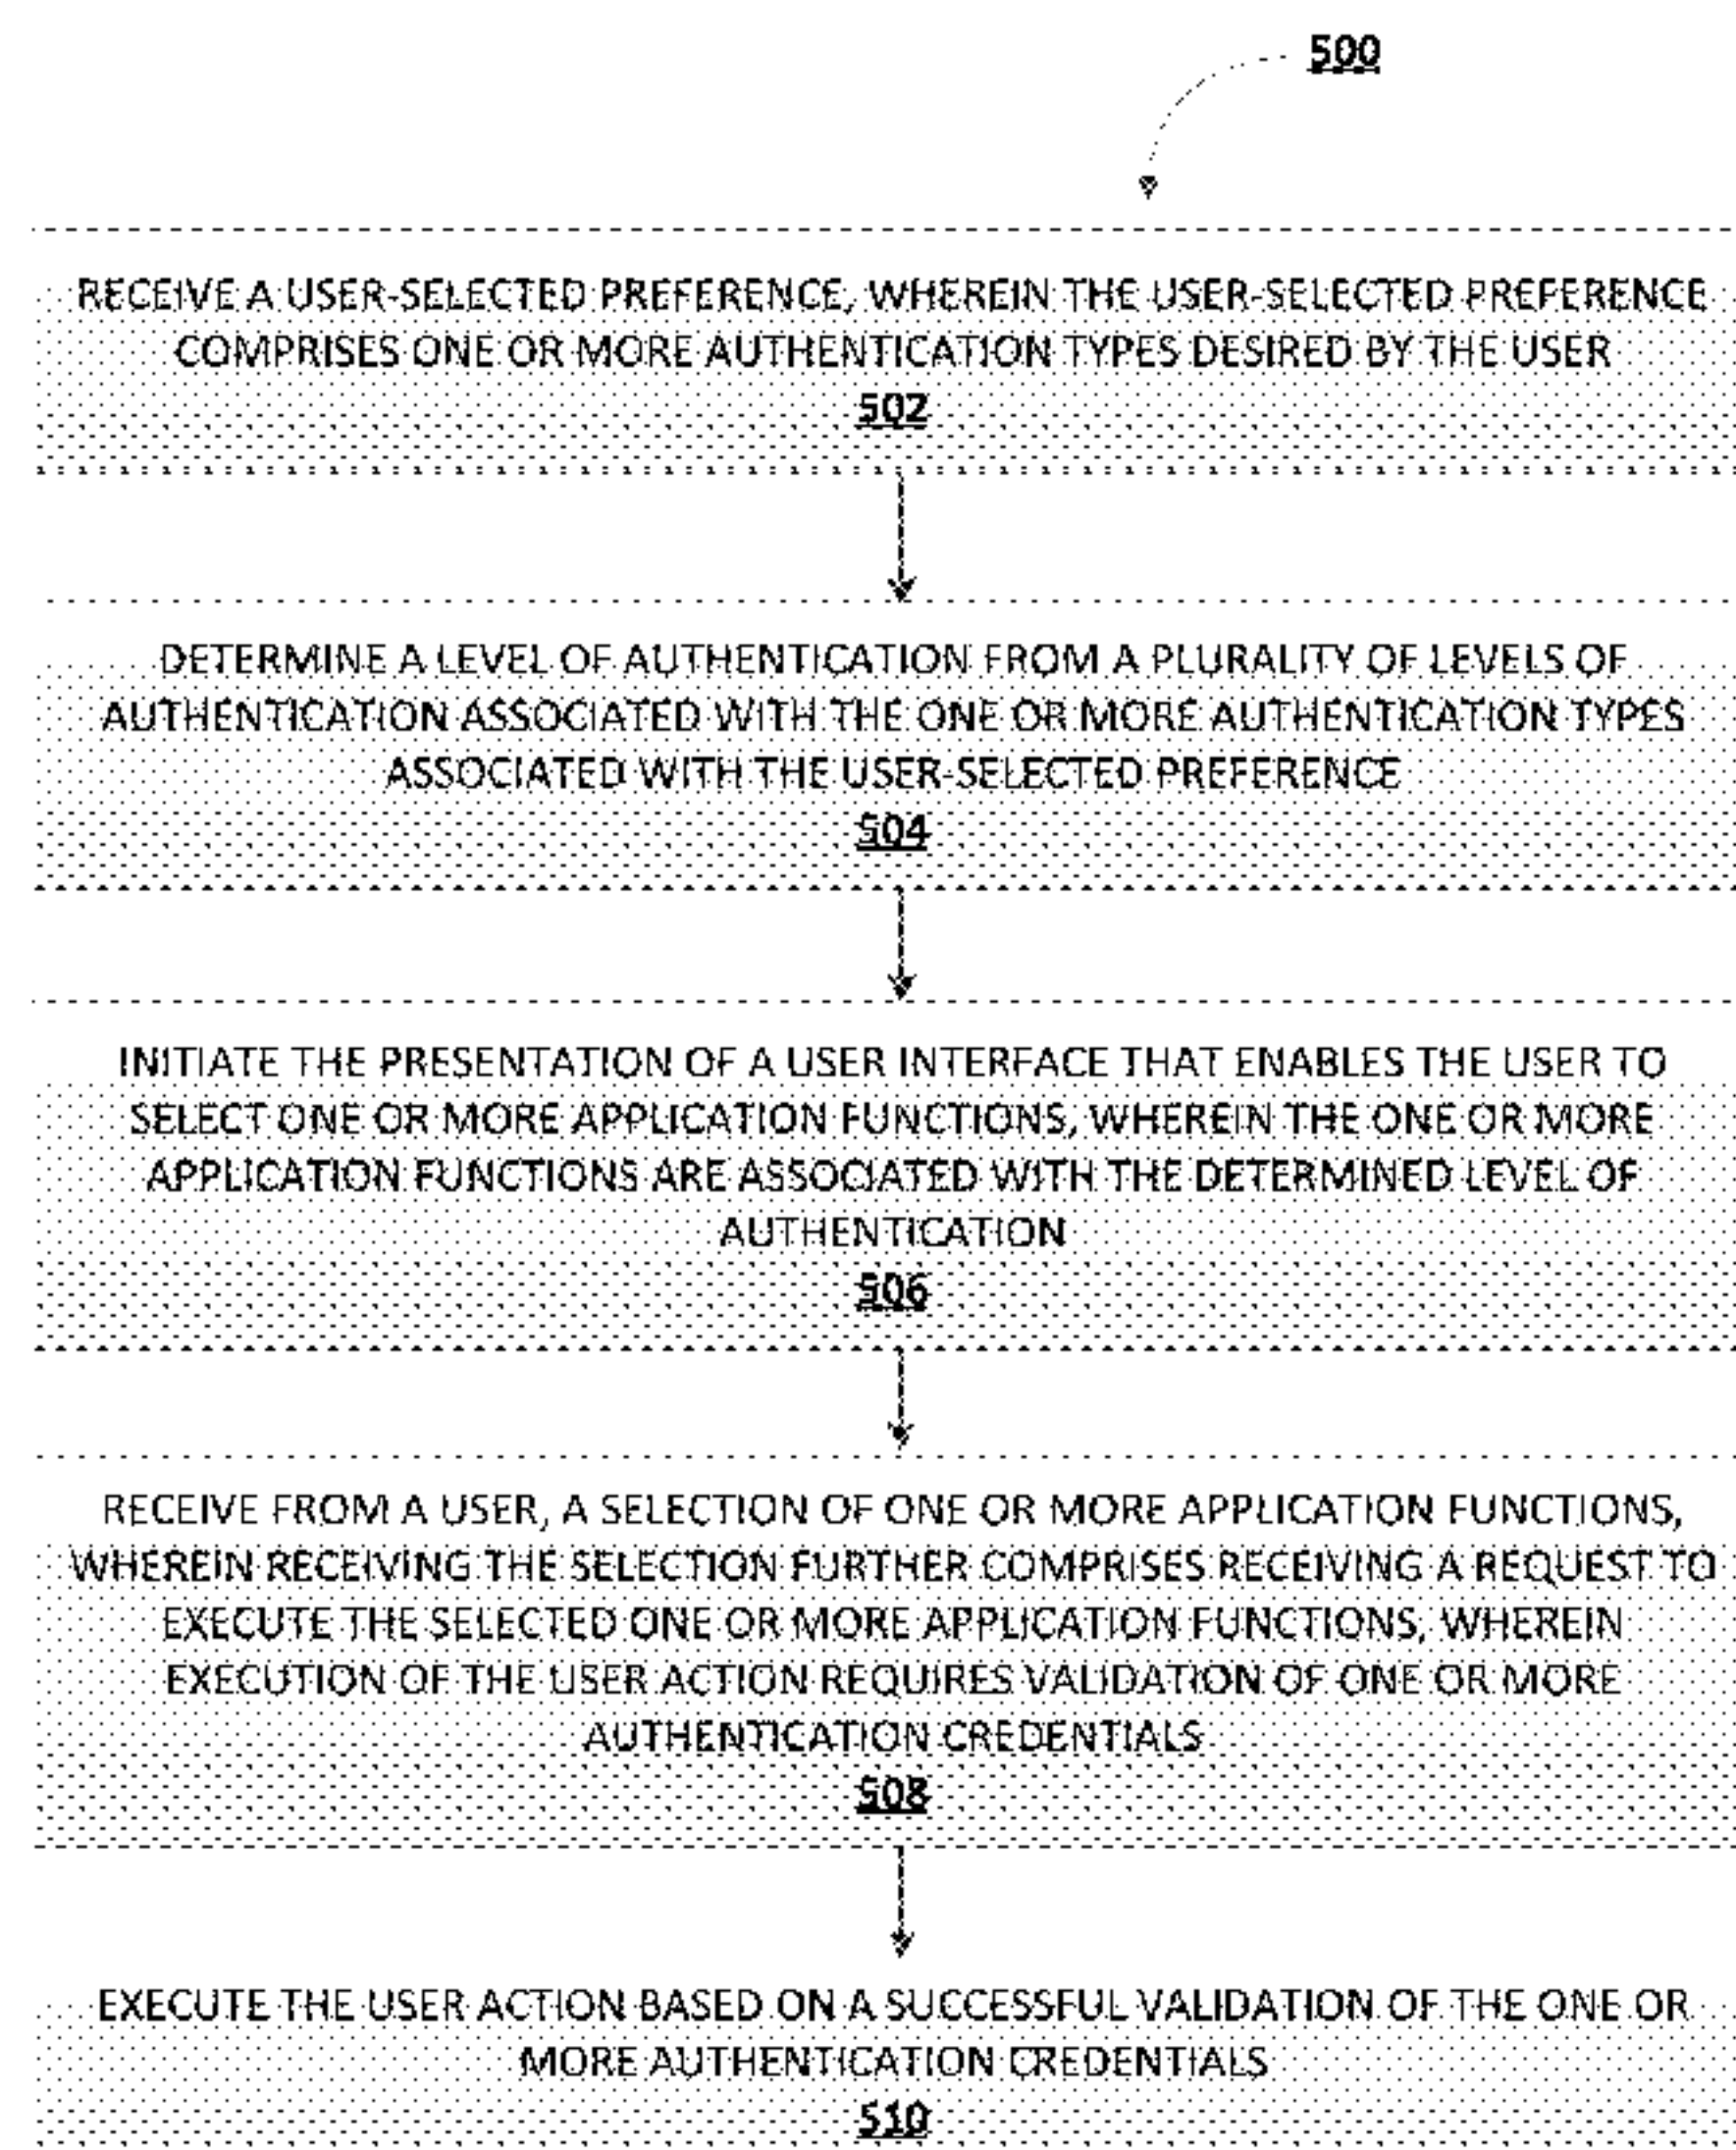 500
RECEIVE A USER-SELECTED PREFERENCE, WHEREIN THE USER-SELECTED PREFERENCE
COMPRISES ONE OR MORE AUTHENTICATION TYPES DESIRED BY THE USER
502
DETERMINE A LEVEL OF AUTHENTICATION FROM A PLURALITY OF LEVELS OF
AUTHENTICATION ASSOCIATED WITH THE ONE OR MORE AUTHENTICATION TYPES
ASSOCIATED WITH THE USER-SELECTED PREFERENCE
504
INITIATE THE PRESENTATION OF A USER INTERFACE THAT ENABLES THE USER TO
SELECT ONE OR MORE APPLICATION FUNCTIONS, WHEREIN THE ONE OR MORE
APPLICATION FUNCTIONS ARE ASSOCIATED WITH THE DETERMINED LEVEL OF
AUTHENTICATION
506
RECEIVE FROM A USER, A SELECTION OF ONE OR MORE APPLICATION FUNCTIONS,
WHEREIN RECEIVING THE SELECTION FURTHER COMPRISES RECEIVING A REQUEST TO
EXECUTE THE SELECTED ONE OR MORE APPLICATION FUNCTIONS, WHEREIN
EXECUTION OF THE USER ACTION REQUIRES VALIDATION OF ONE OR MORE
AUTHENTICATION CREDENTIALS
508
EXECUTE THE USER ACTION BASED ON A SUCCESSFUL VALIDATION OF THE ONE OR
MORE AUTHENTICATION CREDENTIALS
510